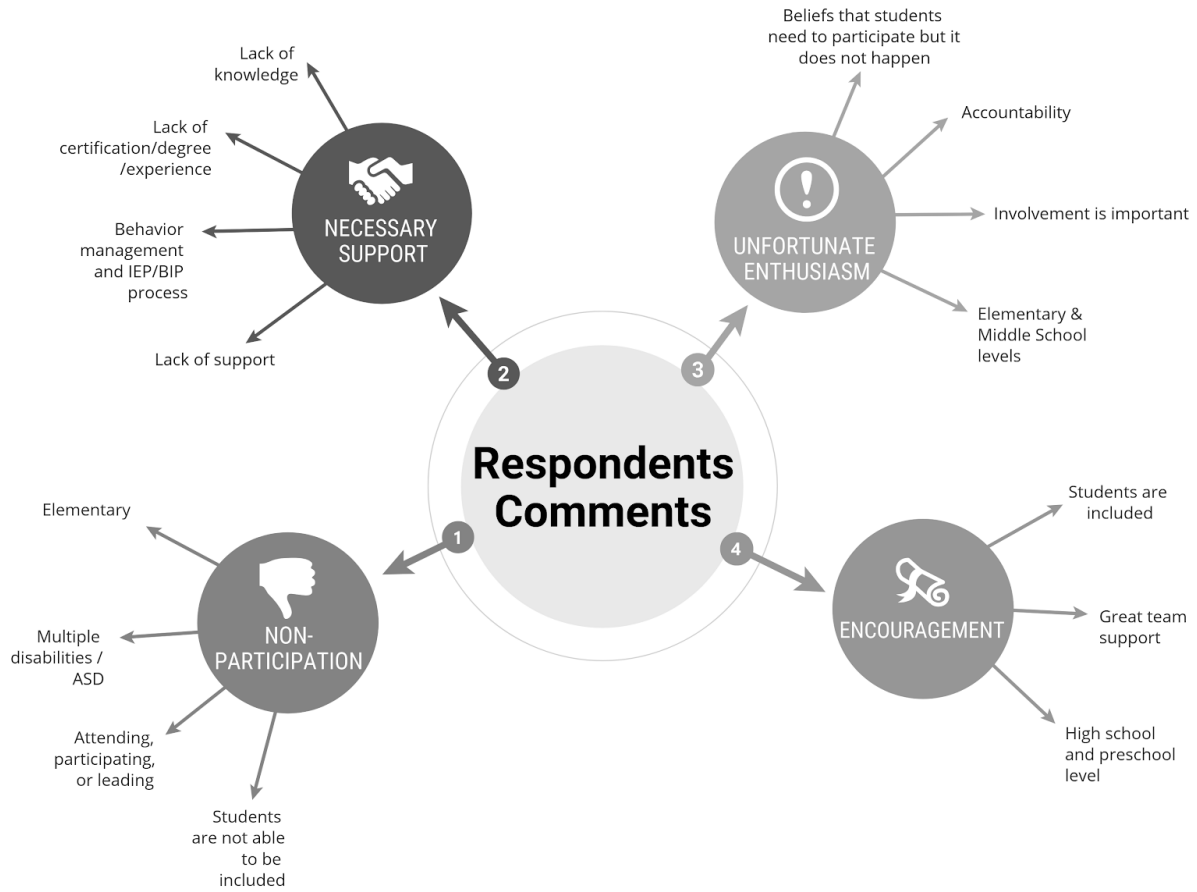 Respondents
Comments
1
NON-
PARTICIPATION
Elementary
Multiple
disabilities /
ASD
Attending,
participating,
or leading
Students
are not able
to be
included
2
NECESSARY
SUPPORT
Lack of
knowledge
Lack of
certification/degree
/experience
Behavior
management
and IEP/BIP
process
Lack of support
3
UNFORTUNATE
ENTHUSIASM
Beliefs that students
need to participate but it
does not happen
Accountability
Involvement is important
Elementary &
Middle School
levels
4
ENCOURAGEMENT
Students are
included
Great team
support
High school
and preschool
level